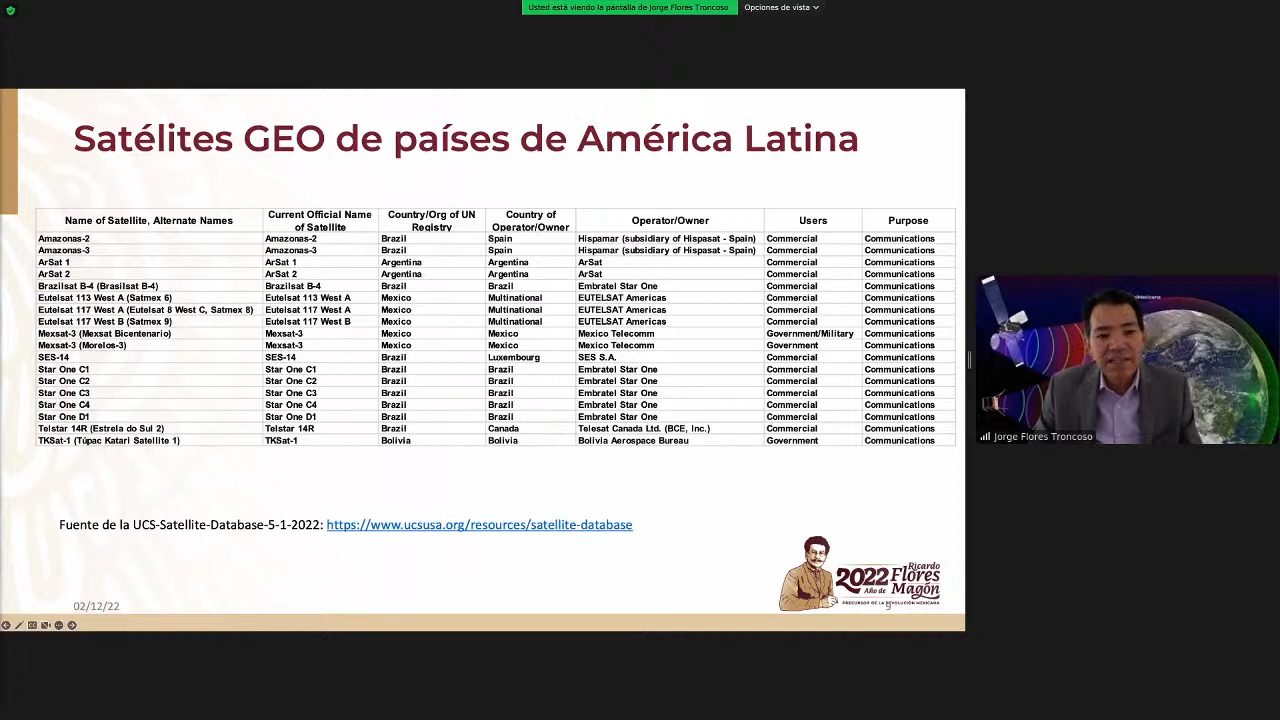 Usted está viendo la pantalla de Jorge Flores Troncoso
Opciones de vista
Satélites GEO de países de América Latina
Name of Satellite, Alternate Names Current Official Name of Satellite Country/Org of UN Registry Country of Operator/Owner Operator/Owner Users Purpose
Amazonas-2 Amazonas-2 Brazil Spain Hispamar (subsidiary of Hispasat - Spain) Commercial Communications
Amazonas-3 Amazonas-3 Brazil Spain Hispamar (subsidiary of Hispasat - Spain) Commercial Communications
ArSat 1 ArSat 1 Argentina Argentina ArSat Commercial Communications
ArSat 2 ArSat 2 Argentina Argentina ArSat Commercial Communications
Brazilsat B-4 (Brasilsat B-4) Brazilsat B-4 Brazil Brazil Embratel Star One Commercial Communications
Eutelsat 113 West A (Satmex 6) Eutelsat 113 West A Mexico Multinational EUTELSAT Americas Commercial Communications
Eutelsat 117 West A (Eutelsat 8 West C, Satmex 8) Eutelsat 117 West A Mexico Multinational EUTELSAT Americas Commercial Communications
Eutelsat 117 West B (Satmex 9) Eutelsat 117 West B Mexico Multinational EUTELSAT Americas Commercial Communications
Mexsat-3 (Mexsat Bicentenario) Mexsat-3 Mexico Mexico Mexico Telecomm Government/Military Communications
Mexsat-3 (Morelos-3) Mexsat-3 Mexico Mexico Mexico Telecomm Government Communications
SES-14 SES-14 Brazil Luxembourg SES S.A. Commercial Communications
Star One C1 Star One C1 Brazil Brazil Embratel Star One Commercial Communications
Star One C2 Star One C2 Brazil Brazil Embratel Star One Commercial Communications
Star One C3 Star One C3 Brazil Brazil Embratel Star One Commercial Communications
Star One C4 Star One C4 Brazil Brazil Embratel Star One Commercial Communications
Star One D1 Star One D1 Brazil Brazil Embratel Star One Commercial Communications
Telstar 14R (Estrela do Sul 2) Telstar 14R Brazil Canada Telesat Canada Ltd. (BCE, Inc.) Commercial Communications
TKSat-1 (Túpac Katari Satellite 1) TKSat-1 Bolivia Bolivia Bolivia Aerospace Bureau Government Communications
Fuente de la UCS-Satellite-Database-5-1-2022: https://www.ucsusa.org/resources/satellite-database
2022 Ricardo
Año de Flores
Magón
PRECURSOR DE LA REVOLUCIÓN MEXICANA
02/12/22
9
Jorge Flores Troncoso